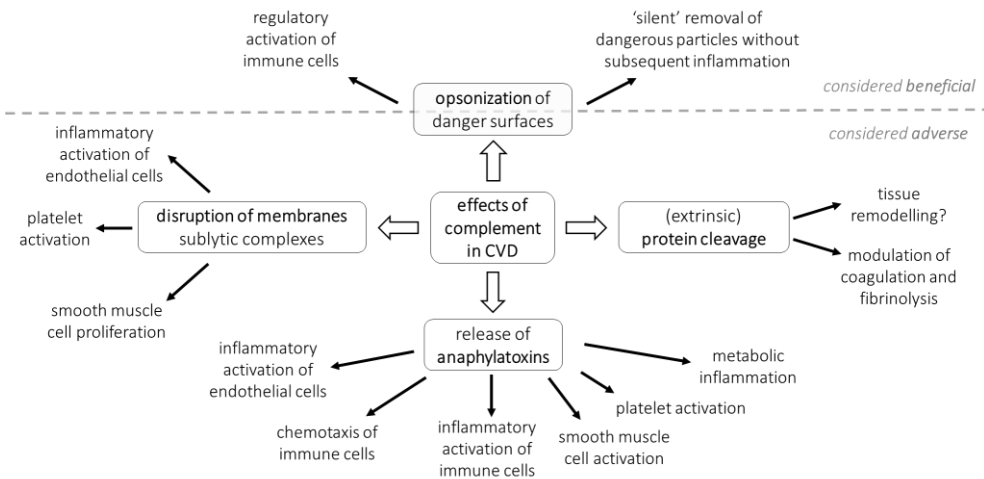 regulatory
activation of
immune cells
‘silent’ removal of
dangerous particles without
subsequent inflammation
opsonization of
danger surfaces
considered beneficial
considered adverse
inflammatory
activation of
endothelial cells
platelet
activation
smooth muscle
cell proliferation
disruption of membranes
sublytic complexes
effects of
complement
in CVD
(extrinsic)
protein cleavage
tissue
remodelling?
modulation of
coagulation and
fibrinolysis
release of
anaphylatoxins
inflammatory
activation of
endothelial cells
chemotaxis of
immune cells
inflammatory
activation of
immune cells
smooth muscle
cell activation
platelet activation
metabolic
inflammation